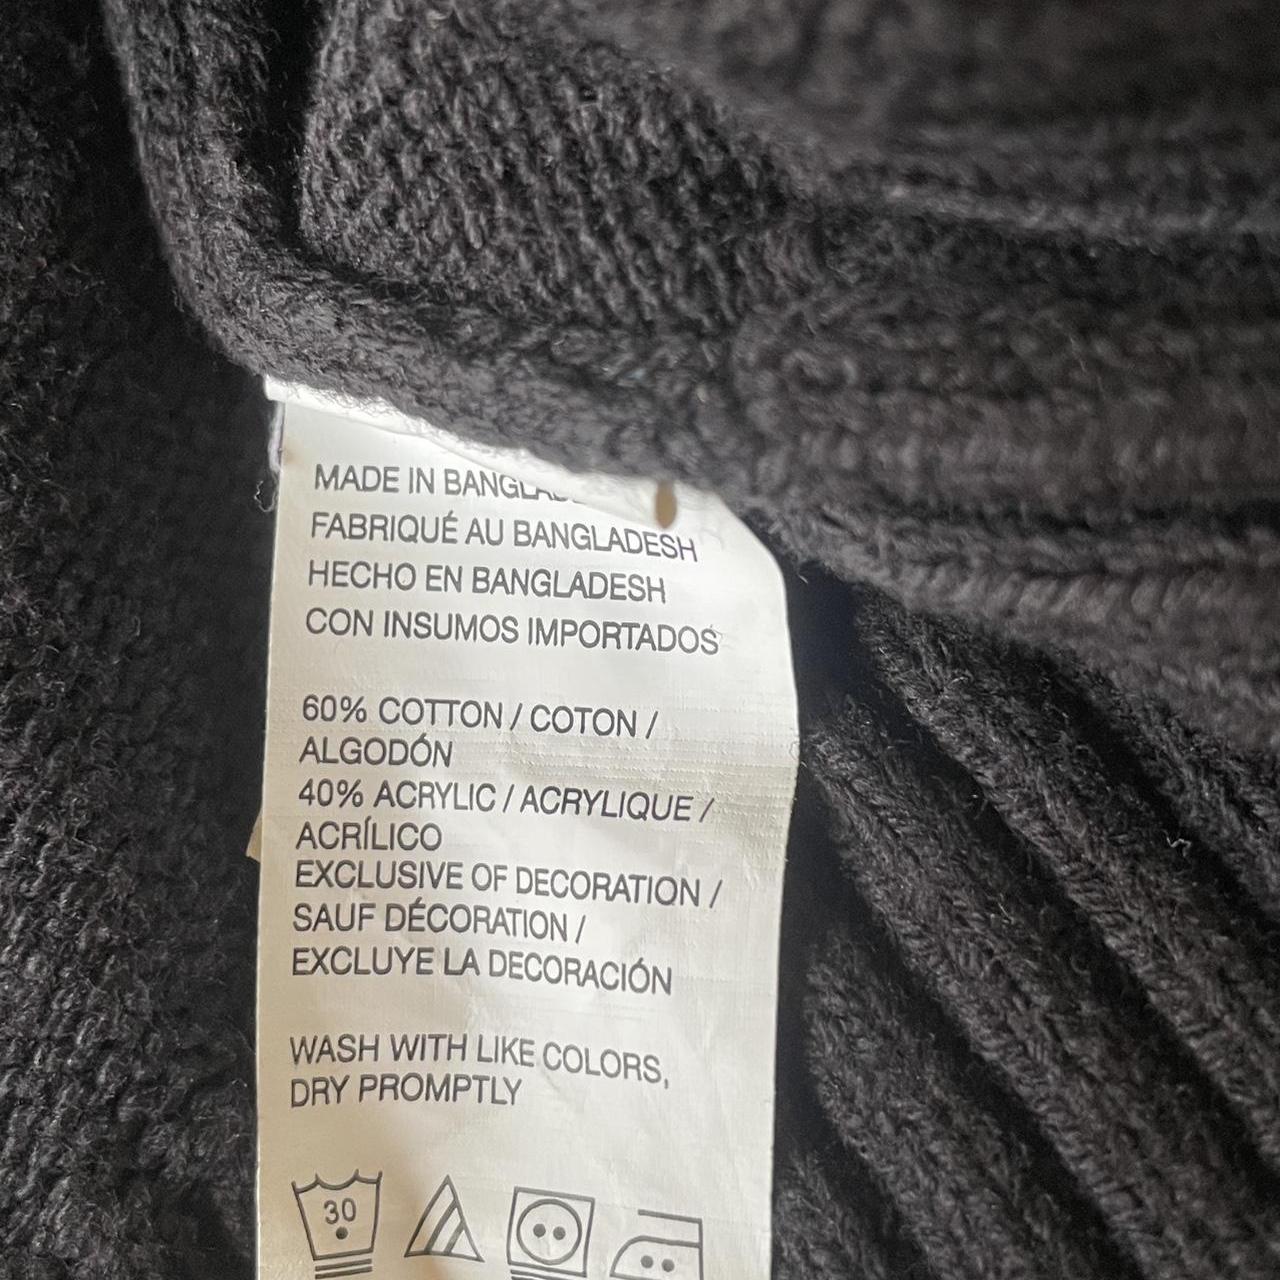 MADE IN
FABRIQUÉ AU BANGLADESH
HECHO EN BANGLADESH
CON INSUMOS IMPORTADOS
60% COTTON / COTON /
ALGODÓN
40% ACRYLIC / ACRYLIQUE /
ACRÍLICO
EXCLUSIVE OF DECORATION /
SAUF DÉCORATION /
EXCLUYE LA DECORACIÓN
WASH WITH LIKE COLORS,
DRY PROMPTLY
30